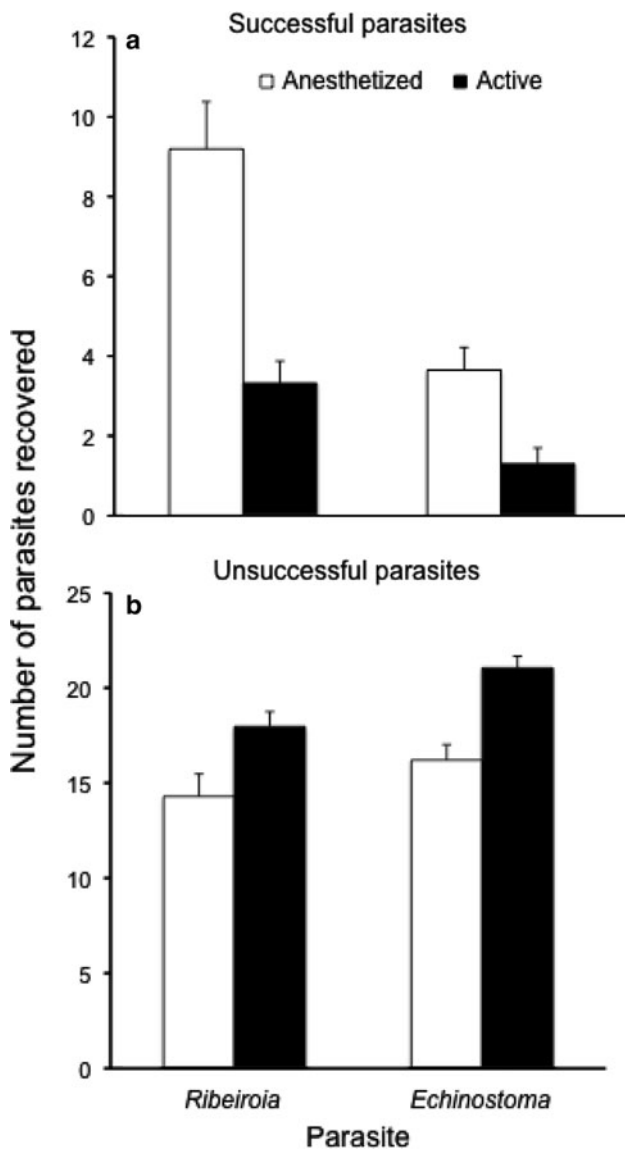 a Successful parasites
Anesthetized Active
12
10
8
6
4
2
0
Number of parasites recovered
b Unsuccessful parasites
25
20
15
10
5
0
Ribeiroia Echinostoma
Parasite